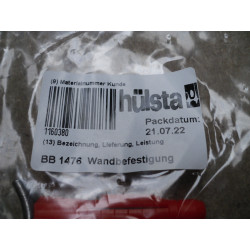 (9) Materialnummer Kunde
hülsta
1160380
Packdatum:
21.07.22
(13) Bezeichnung, Lieferung, Leistung
BB 1476 Wandbefestigung